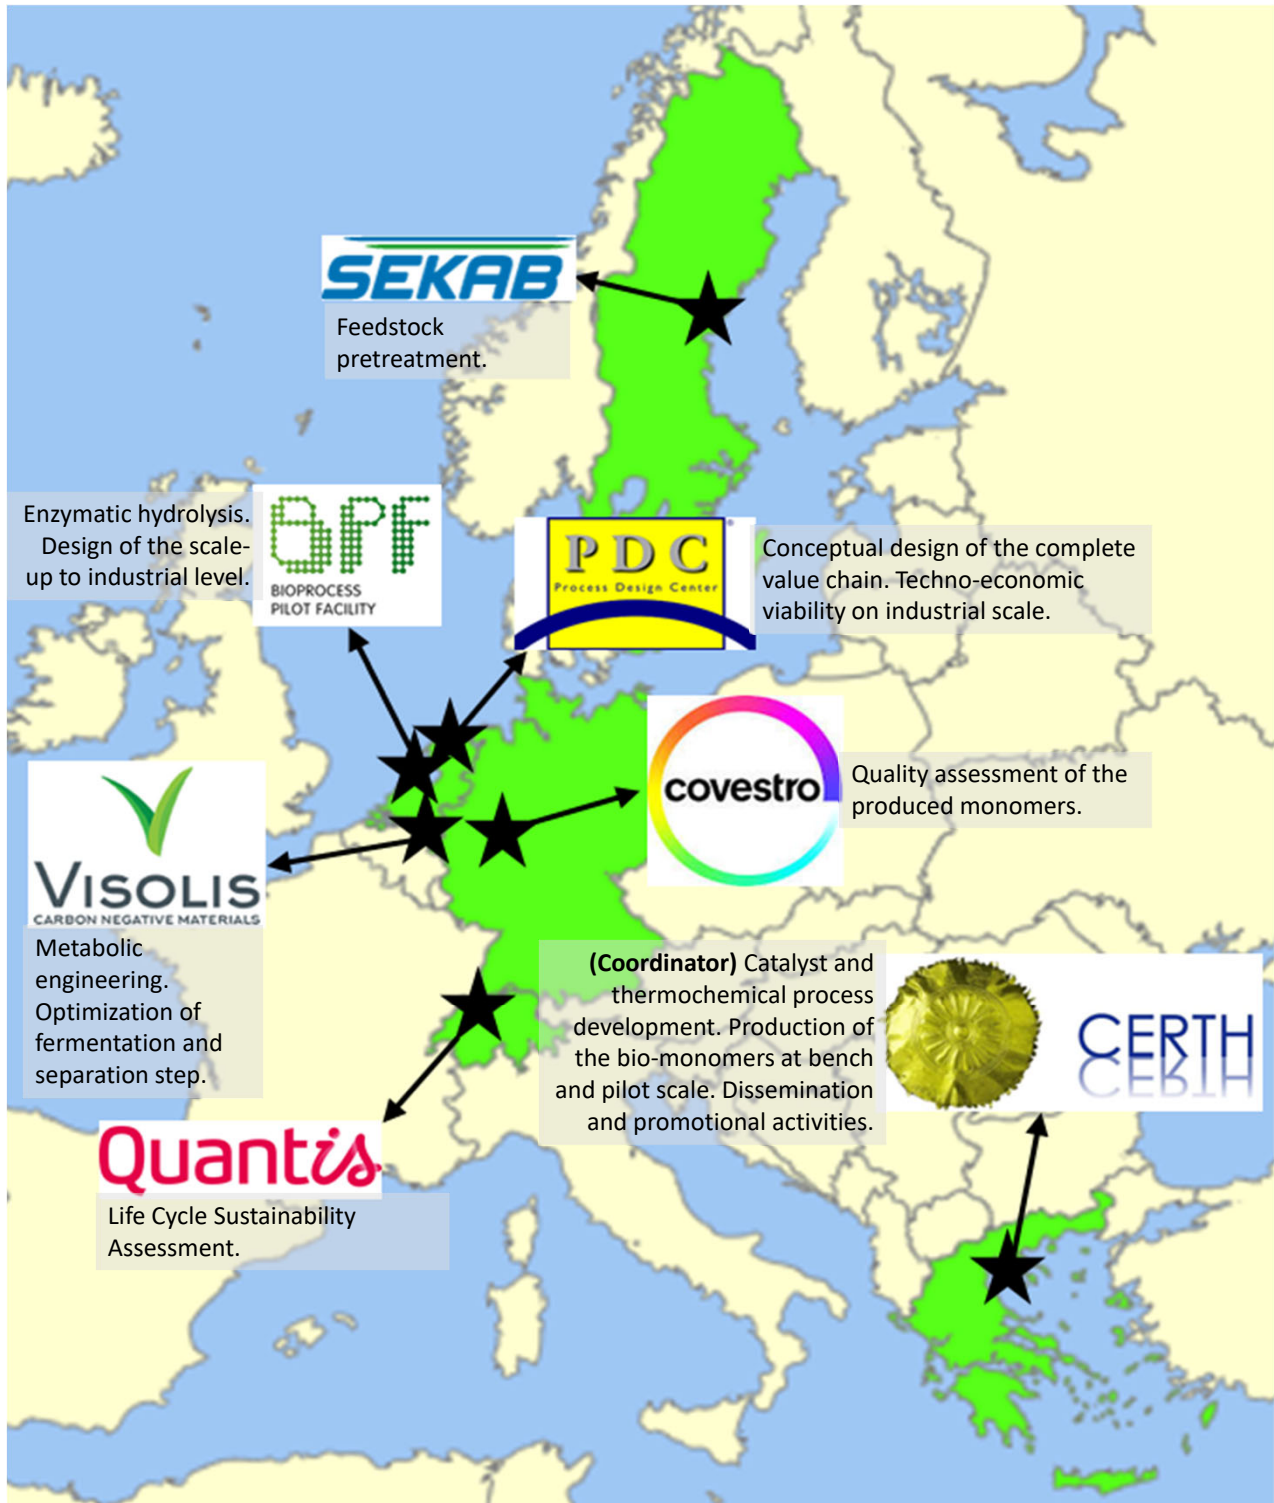 SEKAB
Feedstock
pretreatment.
Enzymatic hydrolysis.
Design of the scale-
up to industrial level.
BPF
BIOPROCESS
PILOT FACILITY
PDC
®
Process Design Center
Conceptual design of the complete
value chain. Techno-economic
viability on industrial scale.
covestro
Quality assessment of the
produced monomers.
VISOLIS
CARBON NEGATIVE MATERIALS
Metabolic
engineering.
Optimization of
fermentation and
separation step.
(Coordinator) Catalyst and
thermochemical process
development. Production of
the bio-monomers at bench
and pilot scale. Dissemination
and promotional activities.
CERTH
Quantis
Life Cycle Sustainability
Assessment.